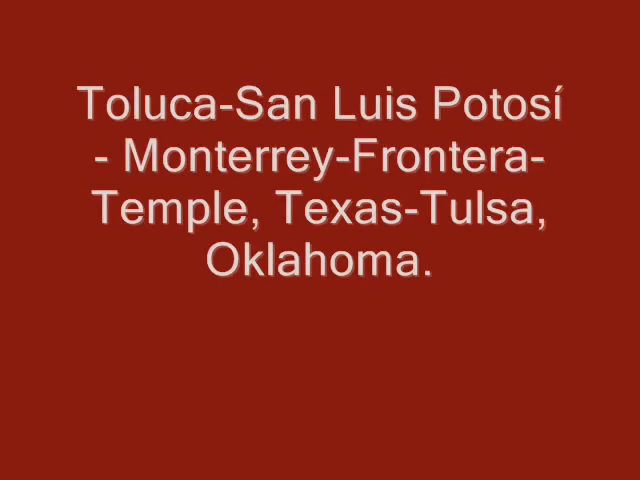 Toluca-San Luis Potosí
- Monterrey-Frontera-
Temple, Texas-Tulsa,
Oklahoma.